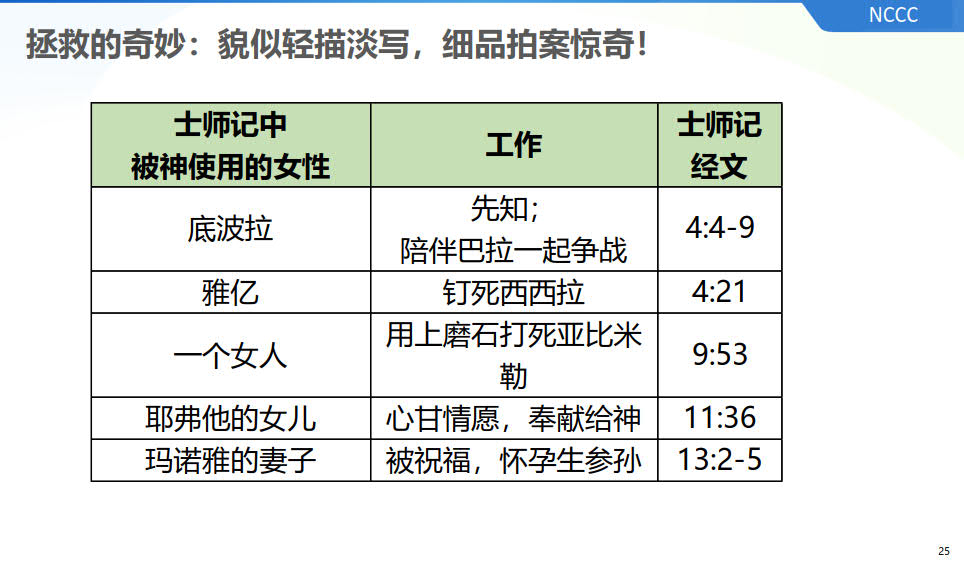 NCCC
拯救的奇妙：貌似轻描淡写，细品拍案惊奇！
士师记中
被神使用的女性
工作
士师记
经文
底波拉
先知；
陪伴巴拉一起争战
4:4-9
雅亿
钉死西西拉
4:21
一个女人
用上磨石打死亚比米
勒
9:53
耶弗他的女儿
心甘情愿，奉献给神
11:36
玛诺雅的妻子
被祝福，怀孕生参孙
13:2-5
25